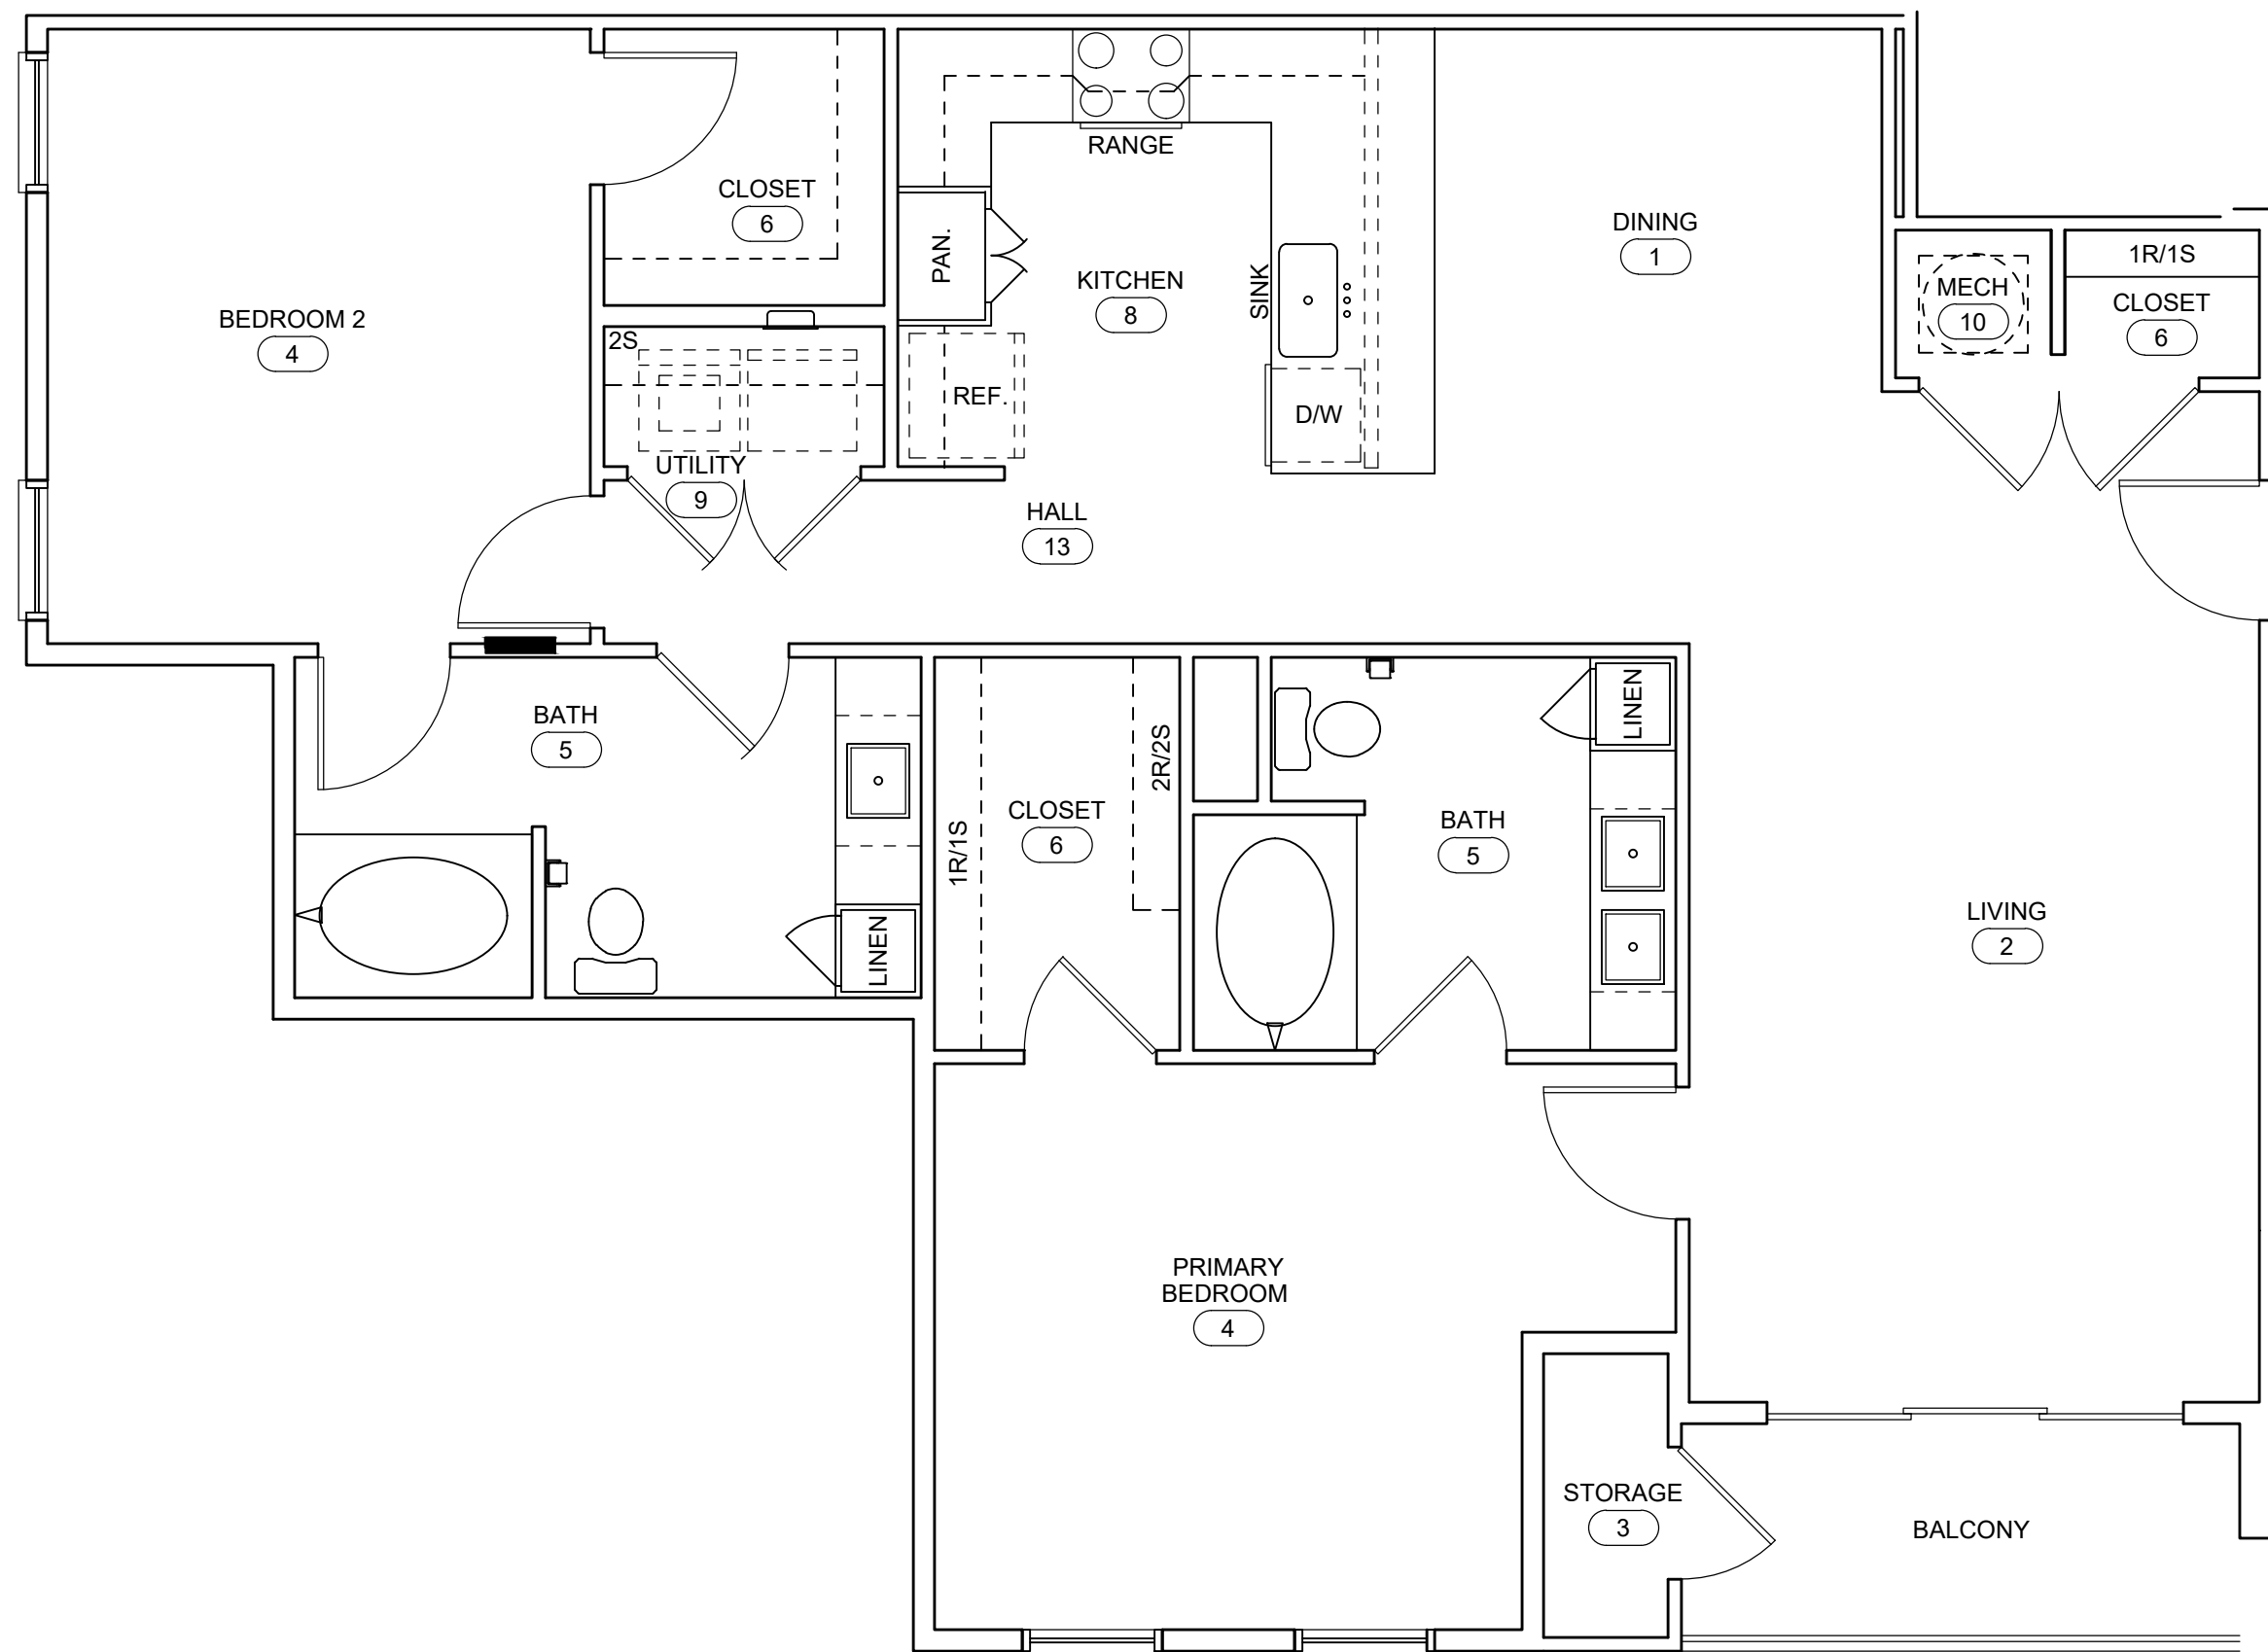 RANGE
CLOSET
6
PAN.
DINING
1
1R/1S
MECH
10
CLOSET
6
KITCHEN
8
SINK
BEDROOM 2
4
2S
REF.
D/W
UTILITY
9
HALL
13
BATH
5
LINEN
2R/2S
CLOSET
6
1R/1S
BATH
5
LINEN
LIVING
2
PRIMARY
BEDROOM
4
STORAGE
3
BALCONY